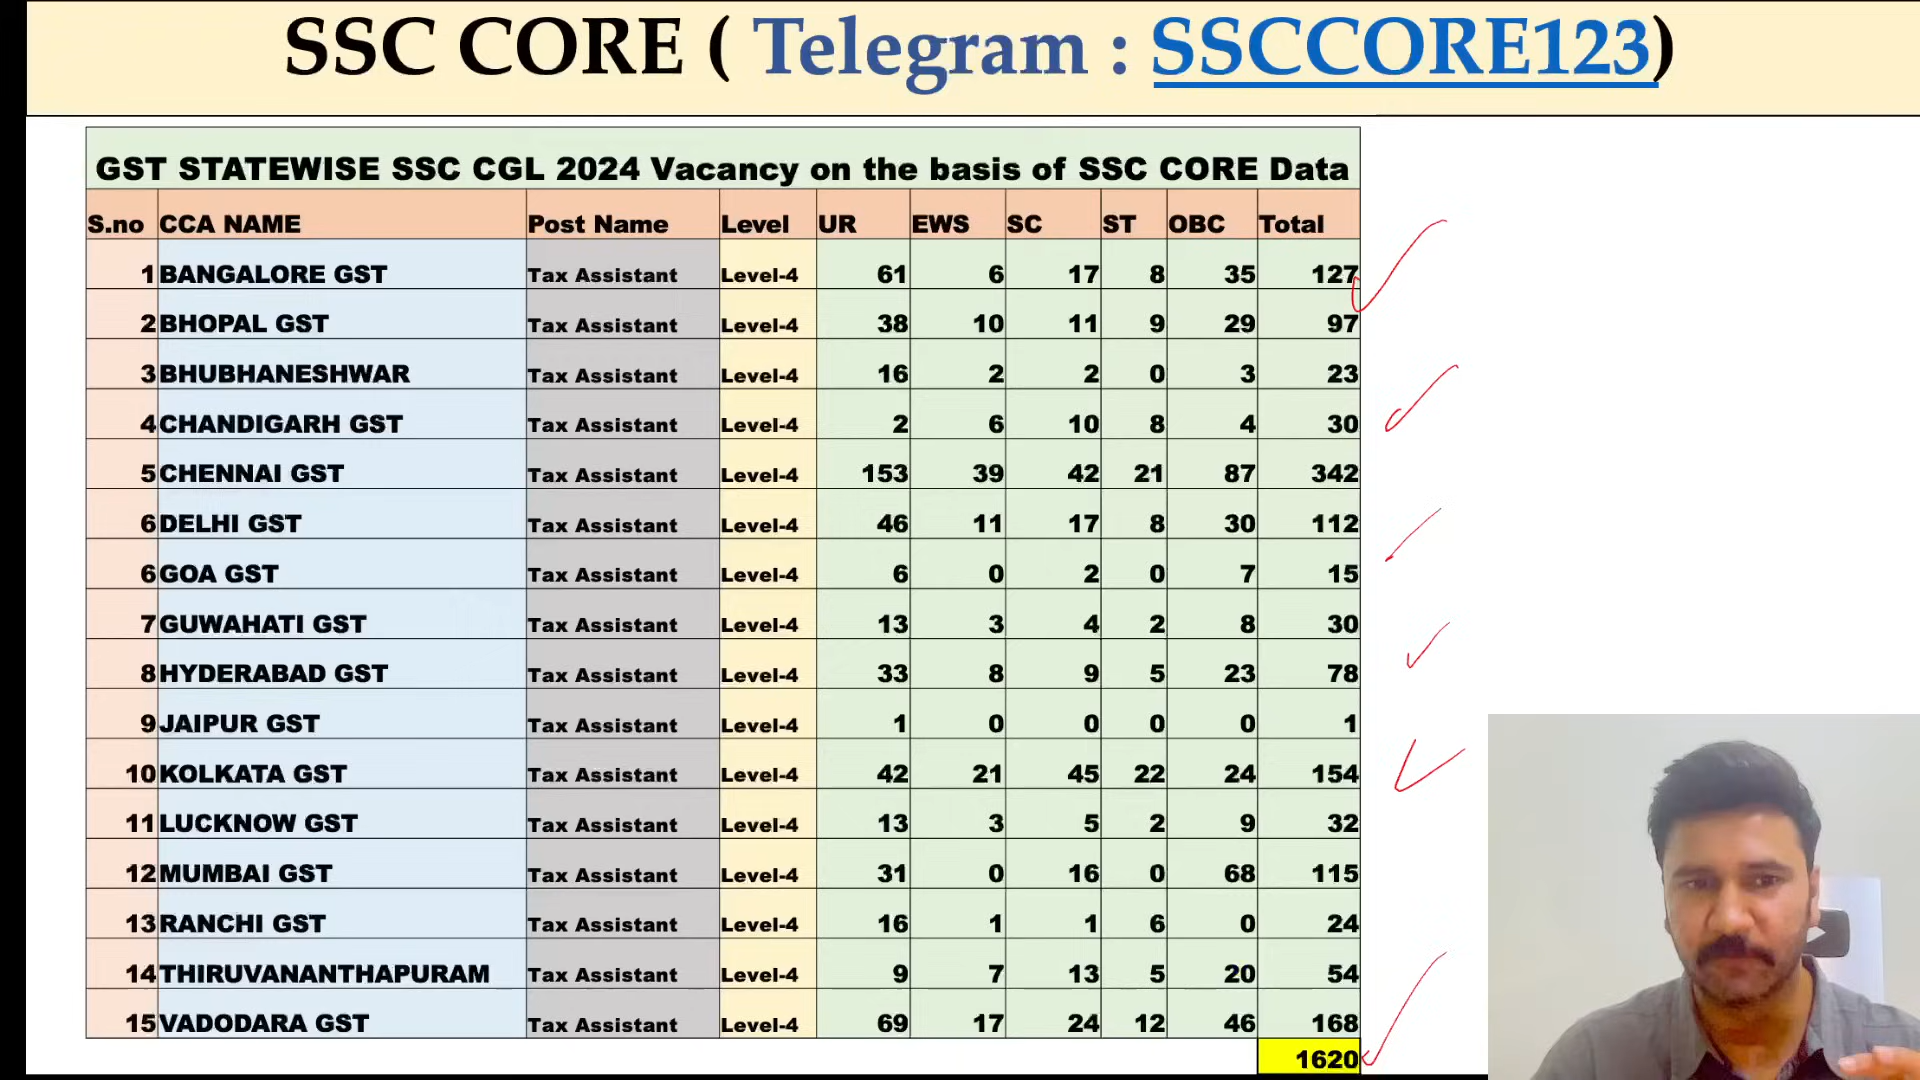 SSC CORE ( Telegram : SSCCORE123)
GST STATEWISE SSC CGL 2024 Vacancy on the basis of SSC CORE Data
S.no CCA NAME Post Name Level UR EWS SC ST OBC Total
1 BANGALORE GST Tax Assistant Level-4 61 6 17 8 35 127
2 BHOPAL GST Tax Assistant Level-4 38 10 11 9 29 97
3 BHUBHANESHWAR Tax Assistant Level-4 16 2 2 0 3 23
4 CHANDIGARH GST Tax Assistant Level-4 2 6 10 8 4 30
5 CHENNAI GST Tax Assistant Level-4 153 39 42 21 87 342
6 DELHI GST Tax Assistant Level-4 46 11 17 8 30 112
6 GOA GST Tax Assistant Level-4 6 0 2 0 7 15
7 GUWAHATI GST Tax Assistant Level-4 13 3 4 2 8 30
8 HYDERABAD GST Tax Assistant Level-4 33 8 9 5 23 78
9 JAIPUR GST Tax Assistant Level-4 1 0 0 0 0 1
10 KOLKATA GST Tax Assistant Level-4 42 21 45 22 24 154
11 LUCKNOW GST Tax Assistant Level-4 13 3 5 2 9 32
12 MUMBAI GST Tax Assistant Level-4 31 0 16 0 68 115
13 RANCHI GST Tax Assistant Level-4 16 1 1 6 0 24
14 THIRUVANANTHAPURAM Tax Assistant Level-4 9 7 13 5 20 54
15 VADODARA GST Tax Assistant Level-4 69 17 24 12 46 168
1620